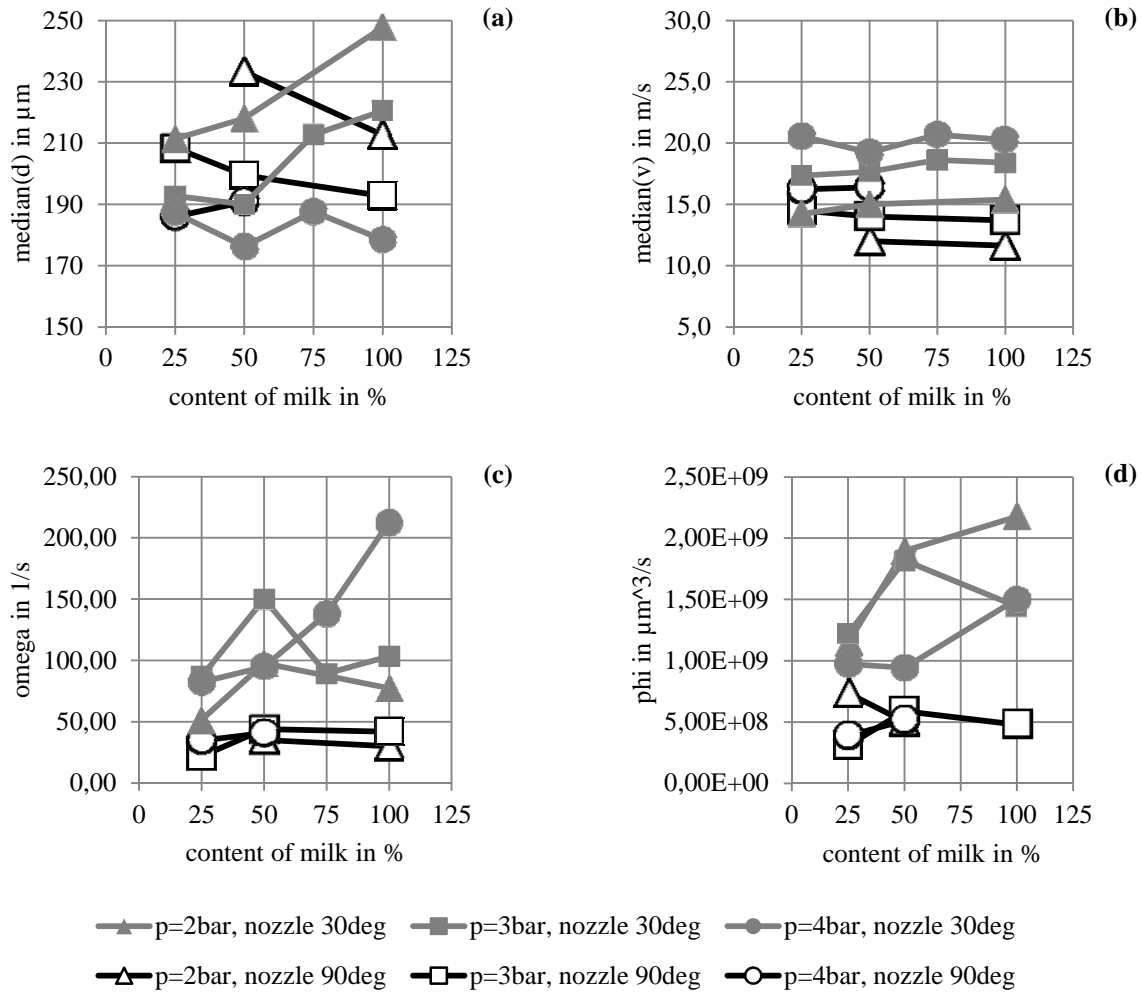 (a)
median(d) in µm
250
230
210
190
170
150
0 25 50 75 100 125
content of milk in %
(b)
median(v) in m/s
30,0
25,0
20,0
15,0
10,0
5,0
0 25 50 75 100 125
content of milk in %
(c)
omega in 1/s
250,00
200,00
150,00
100,00
50,00
0,00
0 25 50 75 100 125
content of milk in %
(d)
phi in µm^3/s
2,50E+09
2,00E+09
1,50E+09
1,00E+09
5,00E+08
0,00E+00
0 25 50 75 100 125
content of milk in %
p=2bar, nozzle 30deg p=3bar, nozzle 30deg p=4bar, nozzle 30deg
p=2bar, nozzle 90deg p=3bar, nozzle 90deg p=4bar, nozzle 90deg